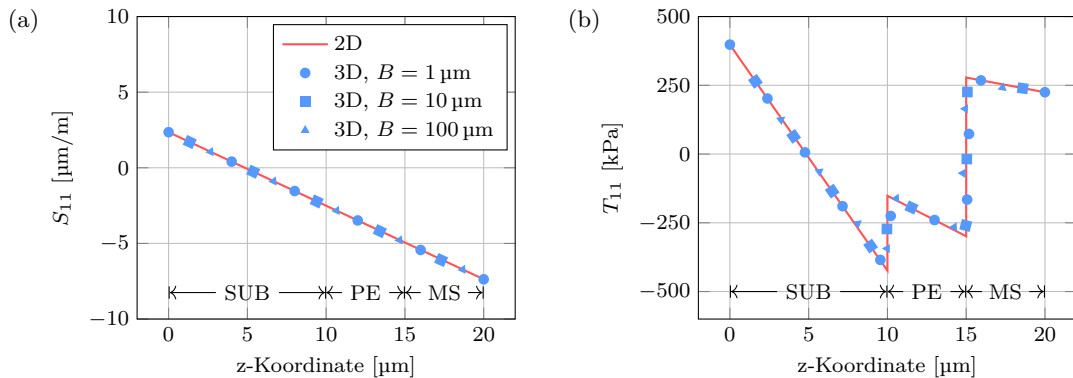 (a)
S₁₁ [µm/m]
10
5
0
−5
−10
2D
3D, B = 1 µm
3D, B = 10 µm
3D, B = 100 µm
SUB PE MS
0 5 10 15 20
z-Koordinate [µm]
(b)
T₁₁ [kPa]
500
250
0
−250
−500
SUB PE MS
0 5 10 15 20
z-Koordinate [µm]